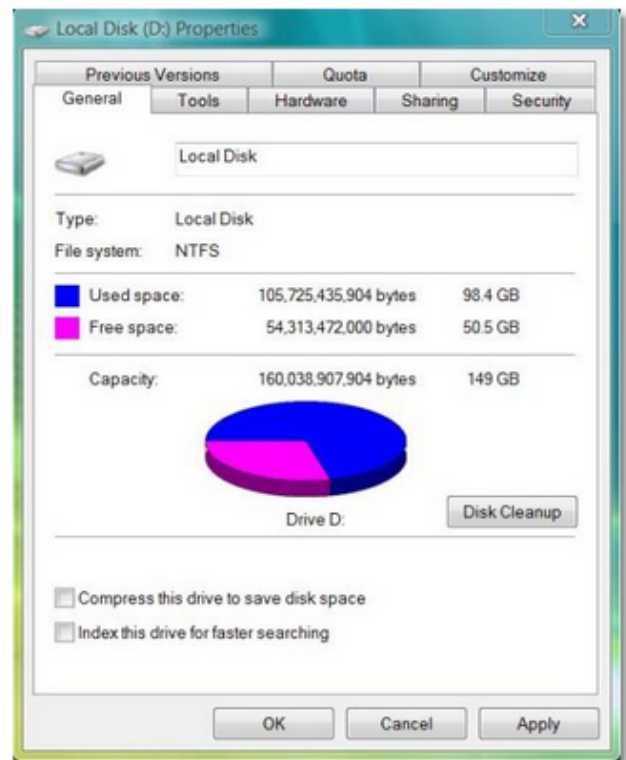 Local Disk (D:) Properties
Previous Versions Quota Customize
General Tools Hardware Sharing Security
Local Disk
Type: Local Disk
File system: NTFS
Used space: 105,725,435,904 bytes 98.4 GB
Free space: 54,313,472,000 bytes 50.5 GB
Capacity: 160,038,907,904 bytes 149 GB
Drive D:
Disk Cleanup
Compress this drive to save disk space
Index this drive for faster searching
OK Cancel Apply